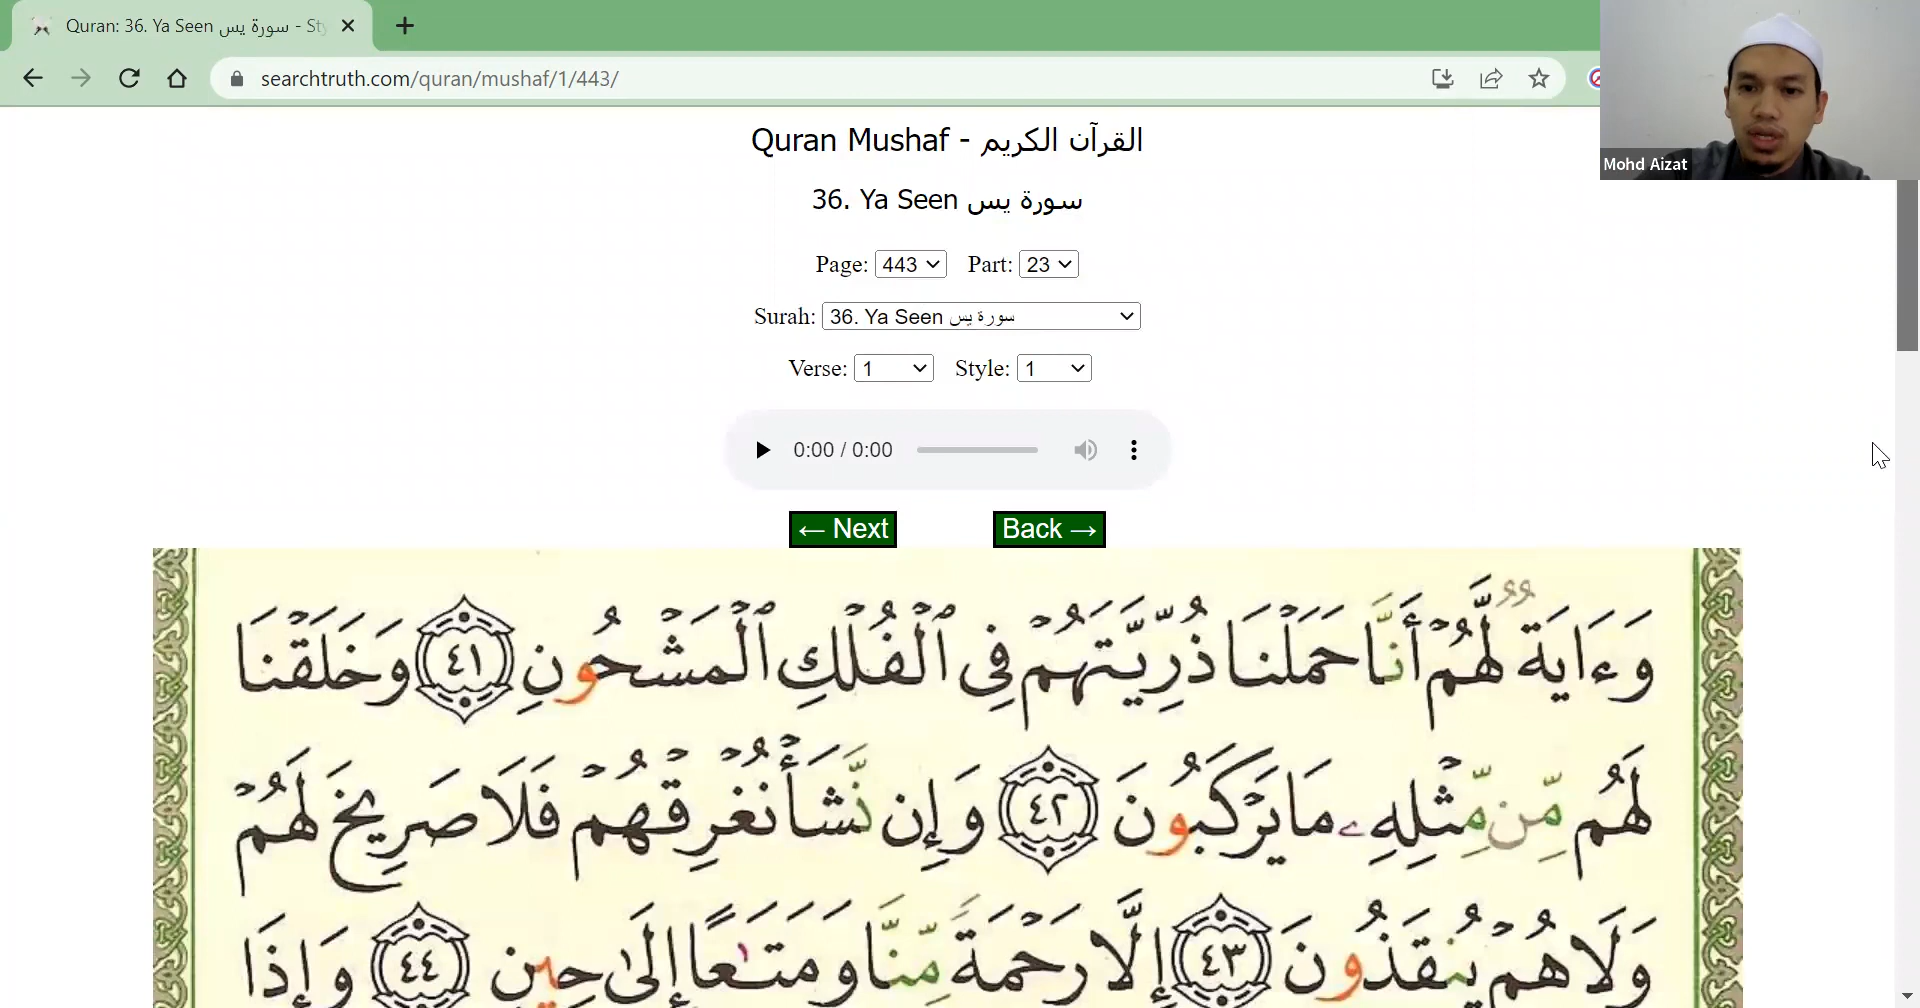 Quran: 36. Ya Seen سورة يس - Sty
searchtruth.com/quran/mushaf/1/443/
Mohd Aizat
Quran Mushaf - القرآن الكريم
36. Ya Seen سورة يس
Page: 443 Part: 23
Surah: 36. Ya Seen سورة يس
Verse: 1 Style: 1
0:00 / 0:00
← Next Back →
وَءَايَةٌ لَّهُمْ أَنَّا حَمَلْنَا ذُرِّيَّتَهُمْ فِى ٱلْفُلْكِ ٱلْمَشْحُونِ ٤١ وَخَلَقْنَا
لَهُم مِّن مِّثْلِهِۦ مَا يَرْكَبُونَ ٤٢ وَإِن نَّشَأْ نُغْرِقْهُمْ فَلَا صَرِيخَ لَهُمْ
وَلَا هُمْ يُنقَذُونَ ٤٣ إِلَّا رَحْمَةً مِّنَّا وَمَتَٰعًا إِلَىٰ حِينٍ ٤٤ وَإِذَا